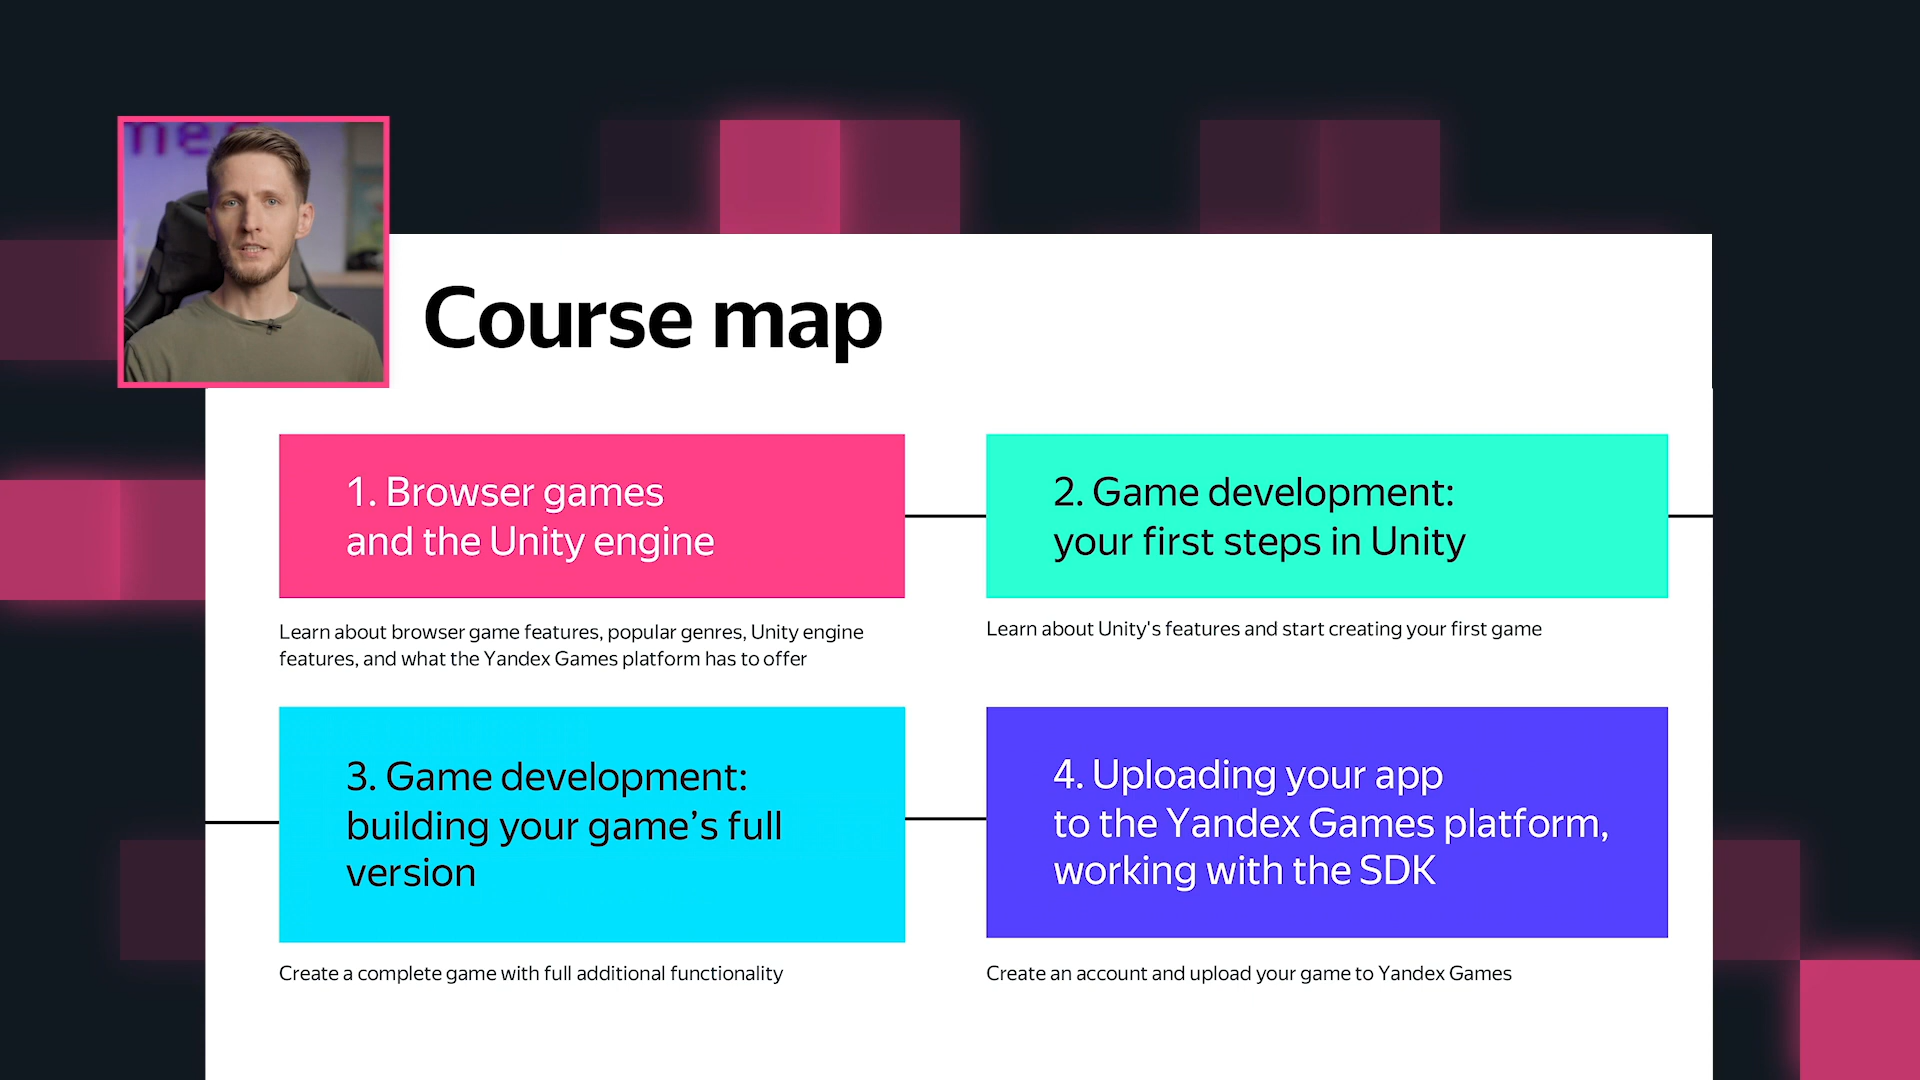 Course map
1. Browser games
and the Unity engine
Learn about browser game features, popular genres, Unity engine
features, and what the Yandex Games platform has to offer
2. Game development:
your first steps in Unity
Learn about Unity's features and start creating your first game
3. Game development:
building your game’s full
version
Create a complete game with full additional functionality
4. Uploading your app
to the Yandex Games platform,
working with the SDK
Create an account and upload your game to Yandex Games